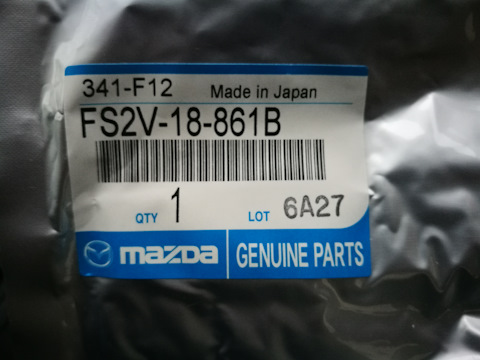 341-F12 Made in Japan
FS2V-18-861B
QTY 1 LOT 6A27
mazda GENUINE PARTS